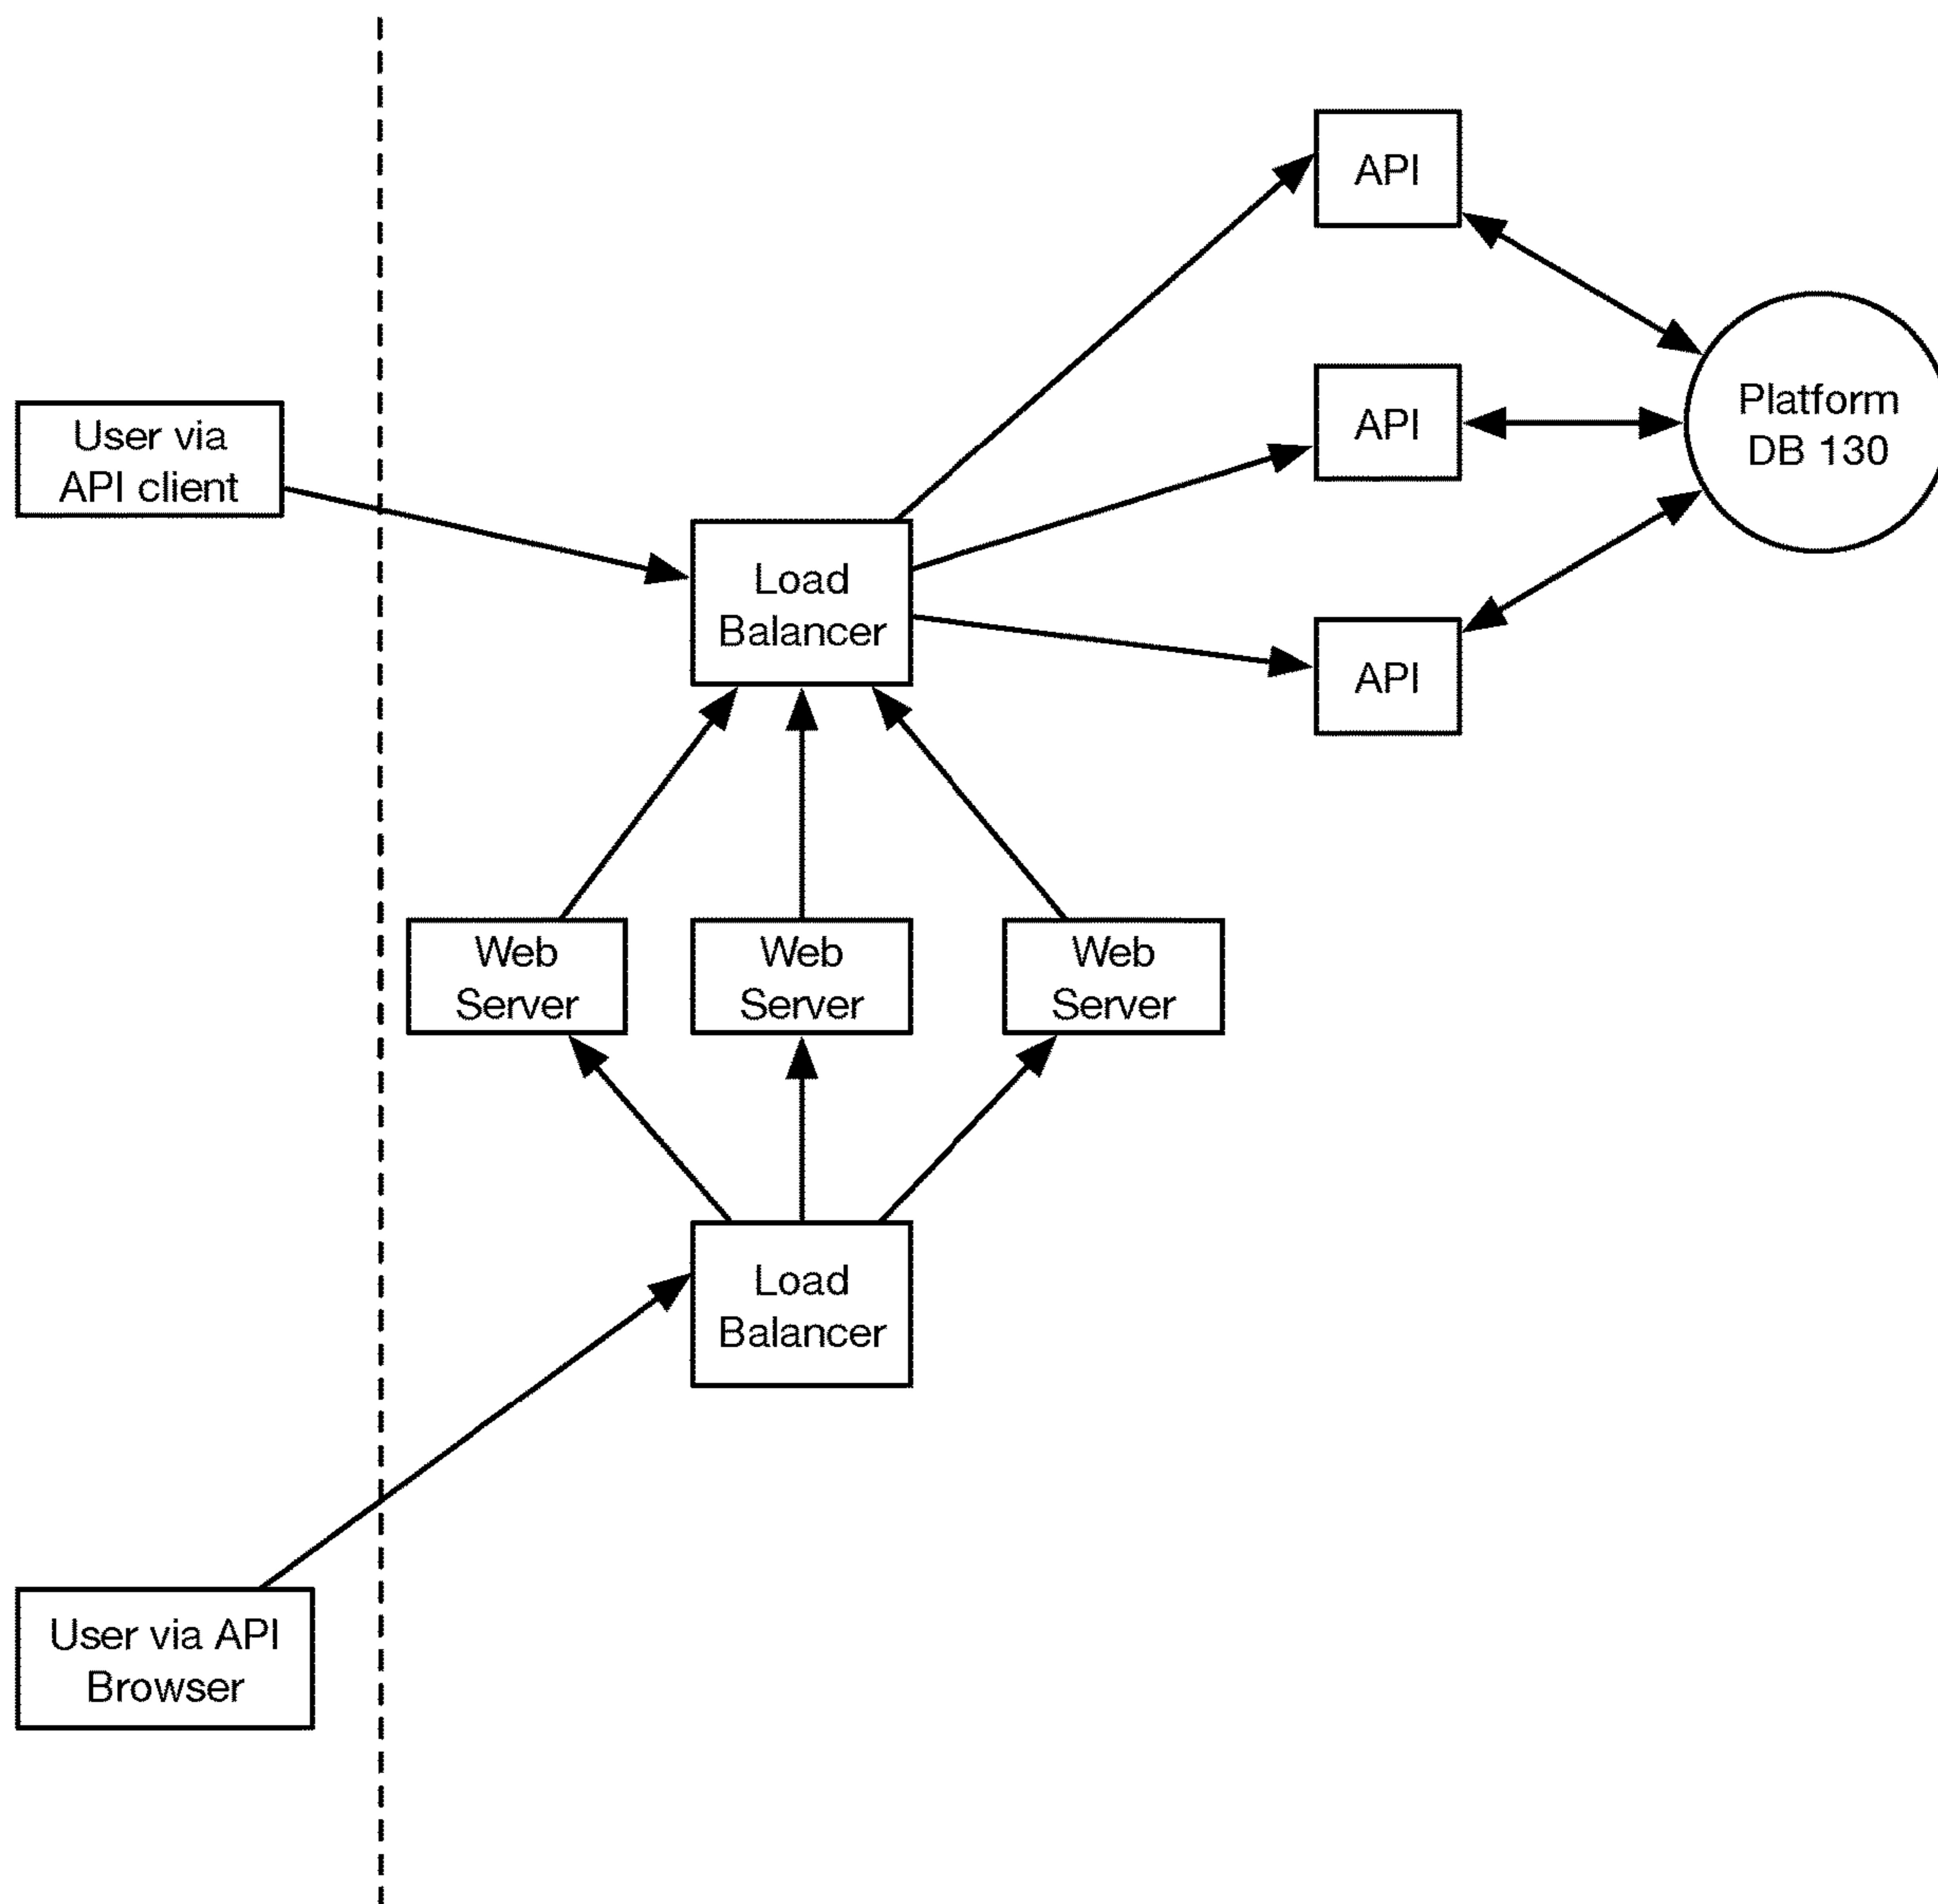 API
User via
API client
API
Platform
DB 130
Load
Balancer
API
Web
Server
Web
Server
Web
Server
Load
Balancer
User via API
Browser